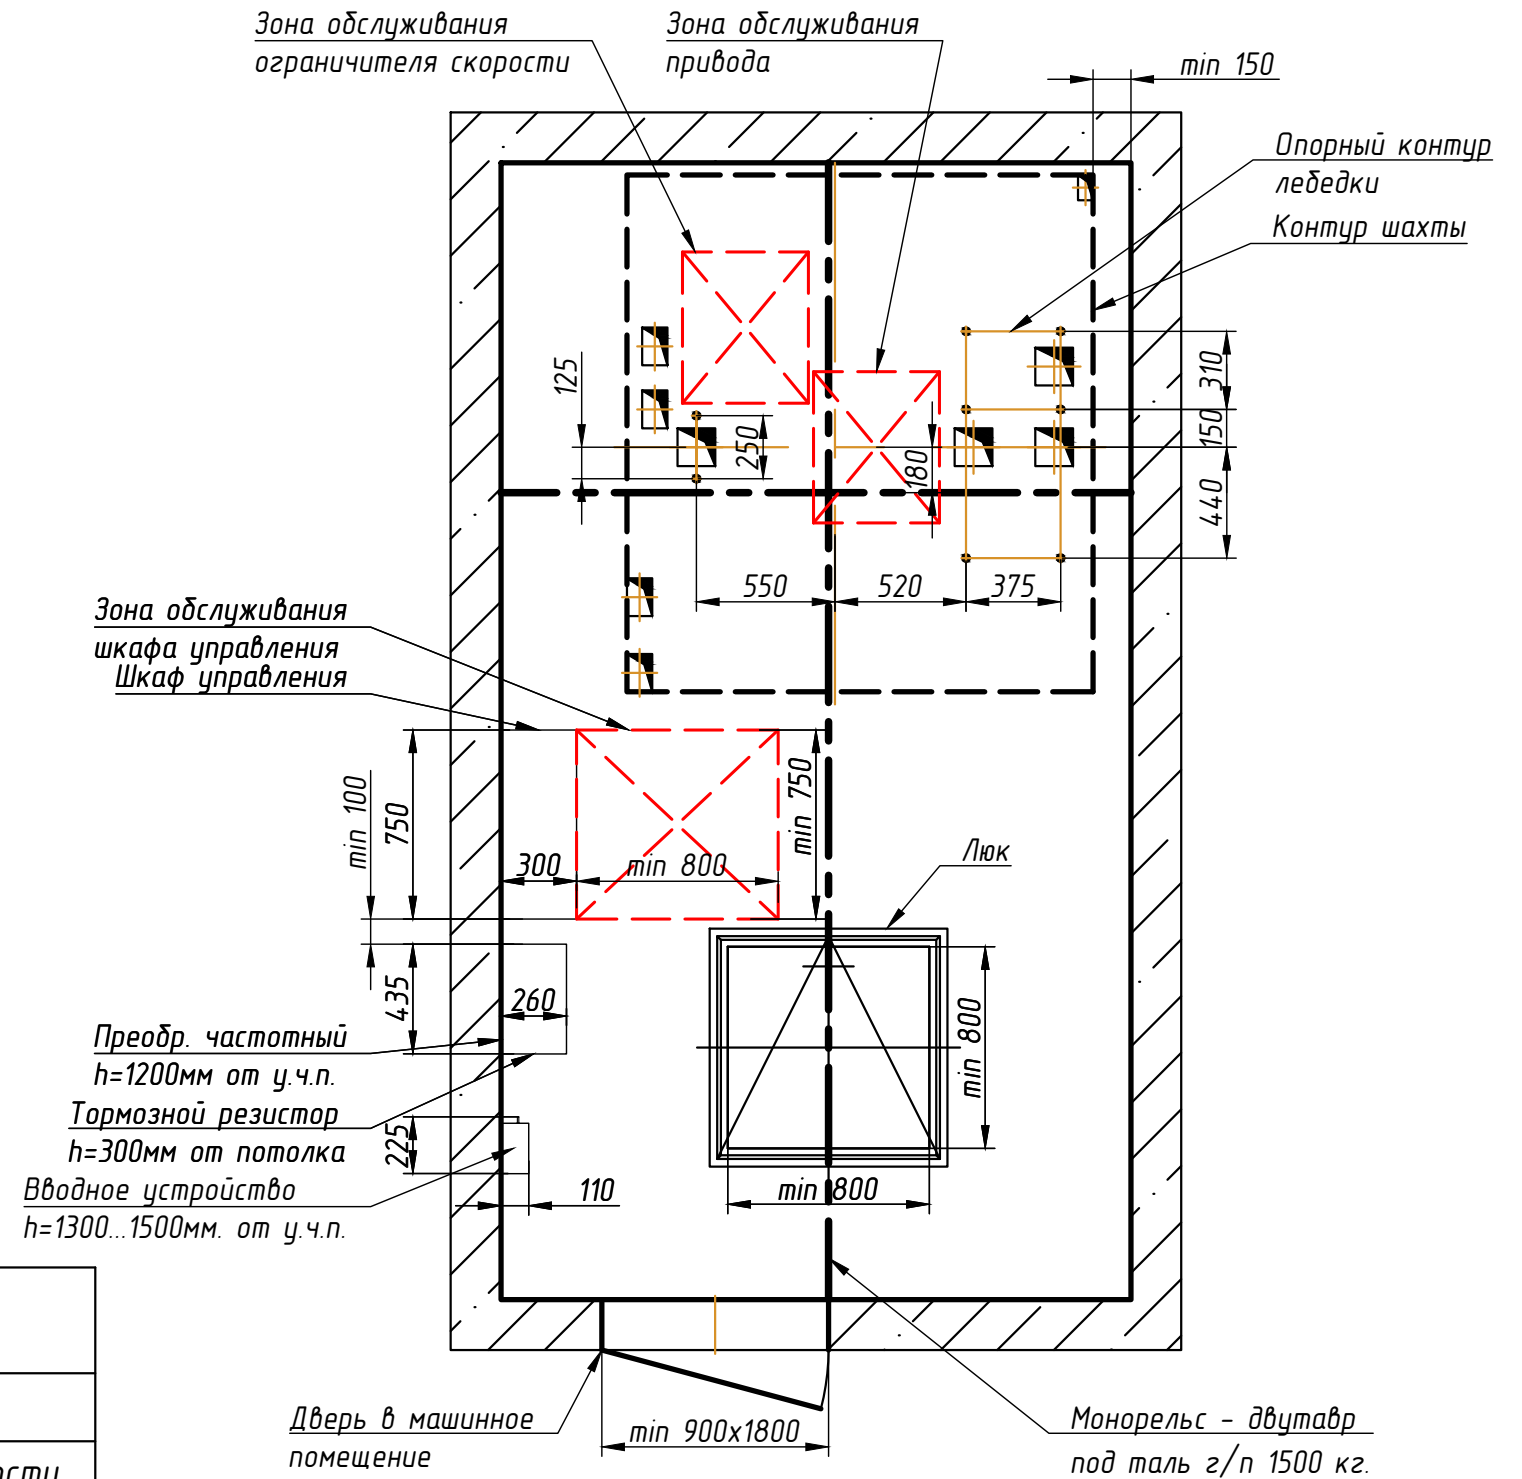 Зона обслуживания
ограничителя скорости
Зона обслуживания
привода
min 150
Опорный контур
лебедки
Контур шахты
125
250
180
310
150
440
550
520
375
Зона обслуживания
шкафа управления
Шкаф управления
min 100
750
300
min 800
min 750
Люк
435
260
min 800
Преобр. частотный
h=1200мм от у.ч.п.
Тормозной резистор
h=300мм от потолка
225
Вводное устройство
h=1300...1500мм. от у.ч.п.
110
min 800
Дверь в машинное
помещение
min 900x1800
Монорельс - двутавр
под таль г/п 1500 кг.